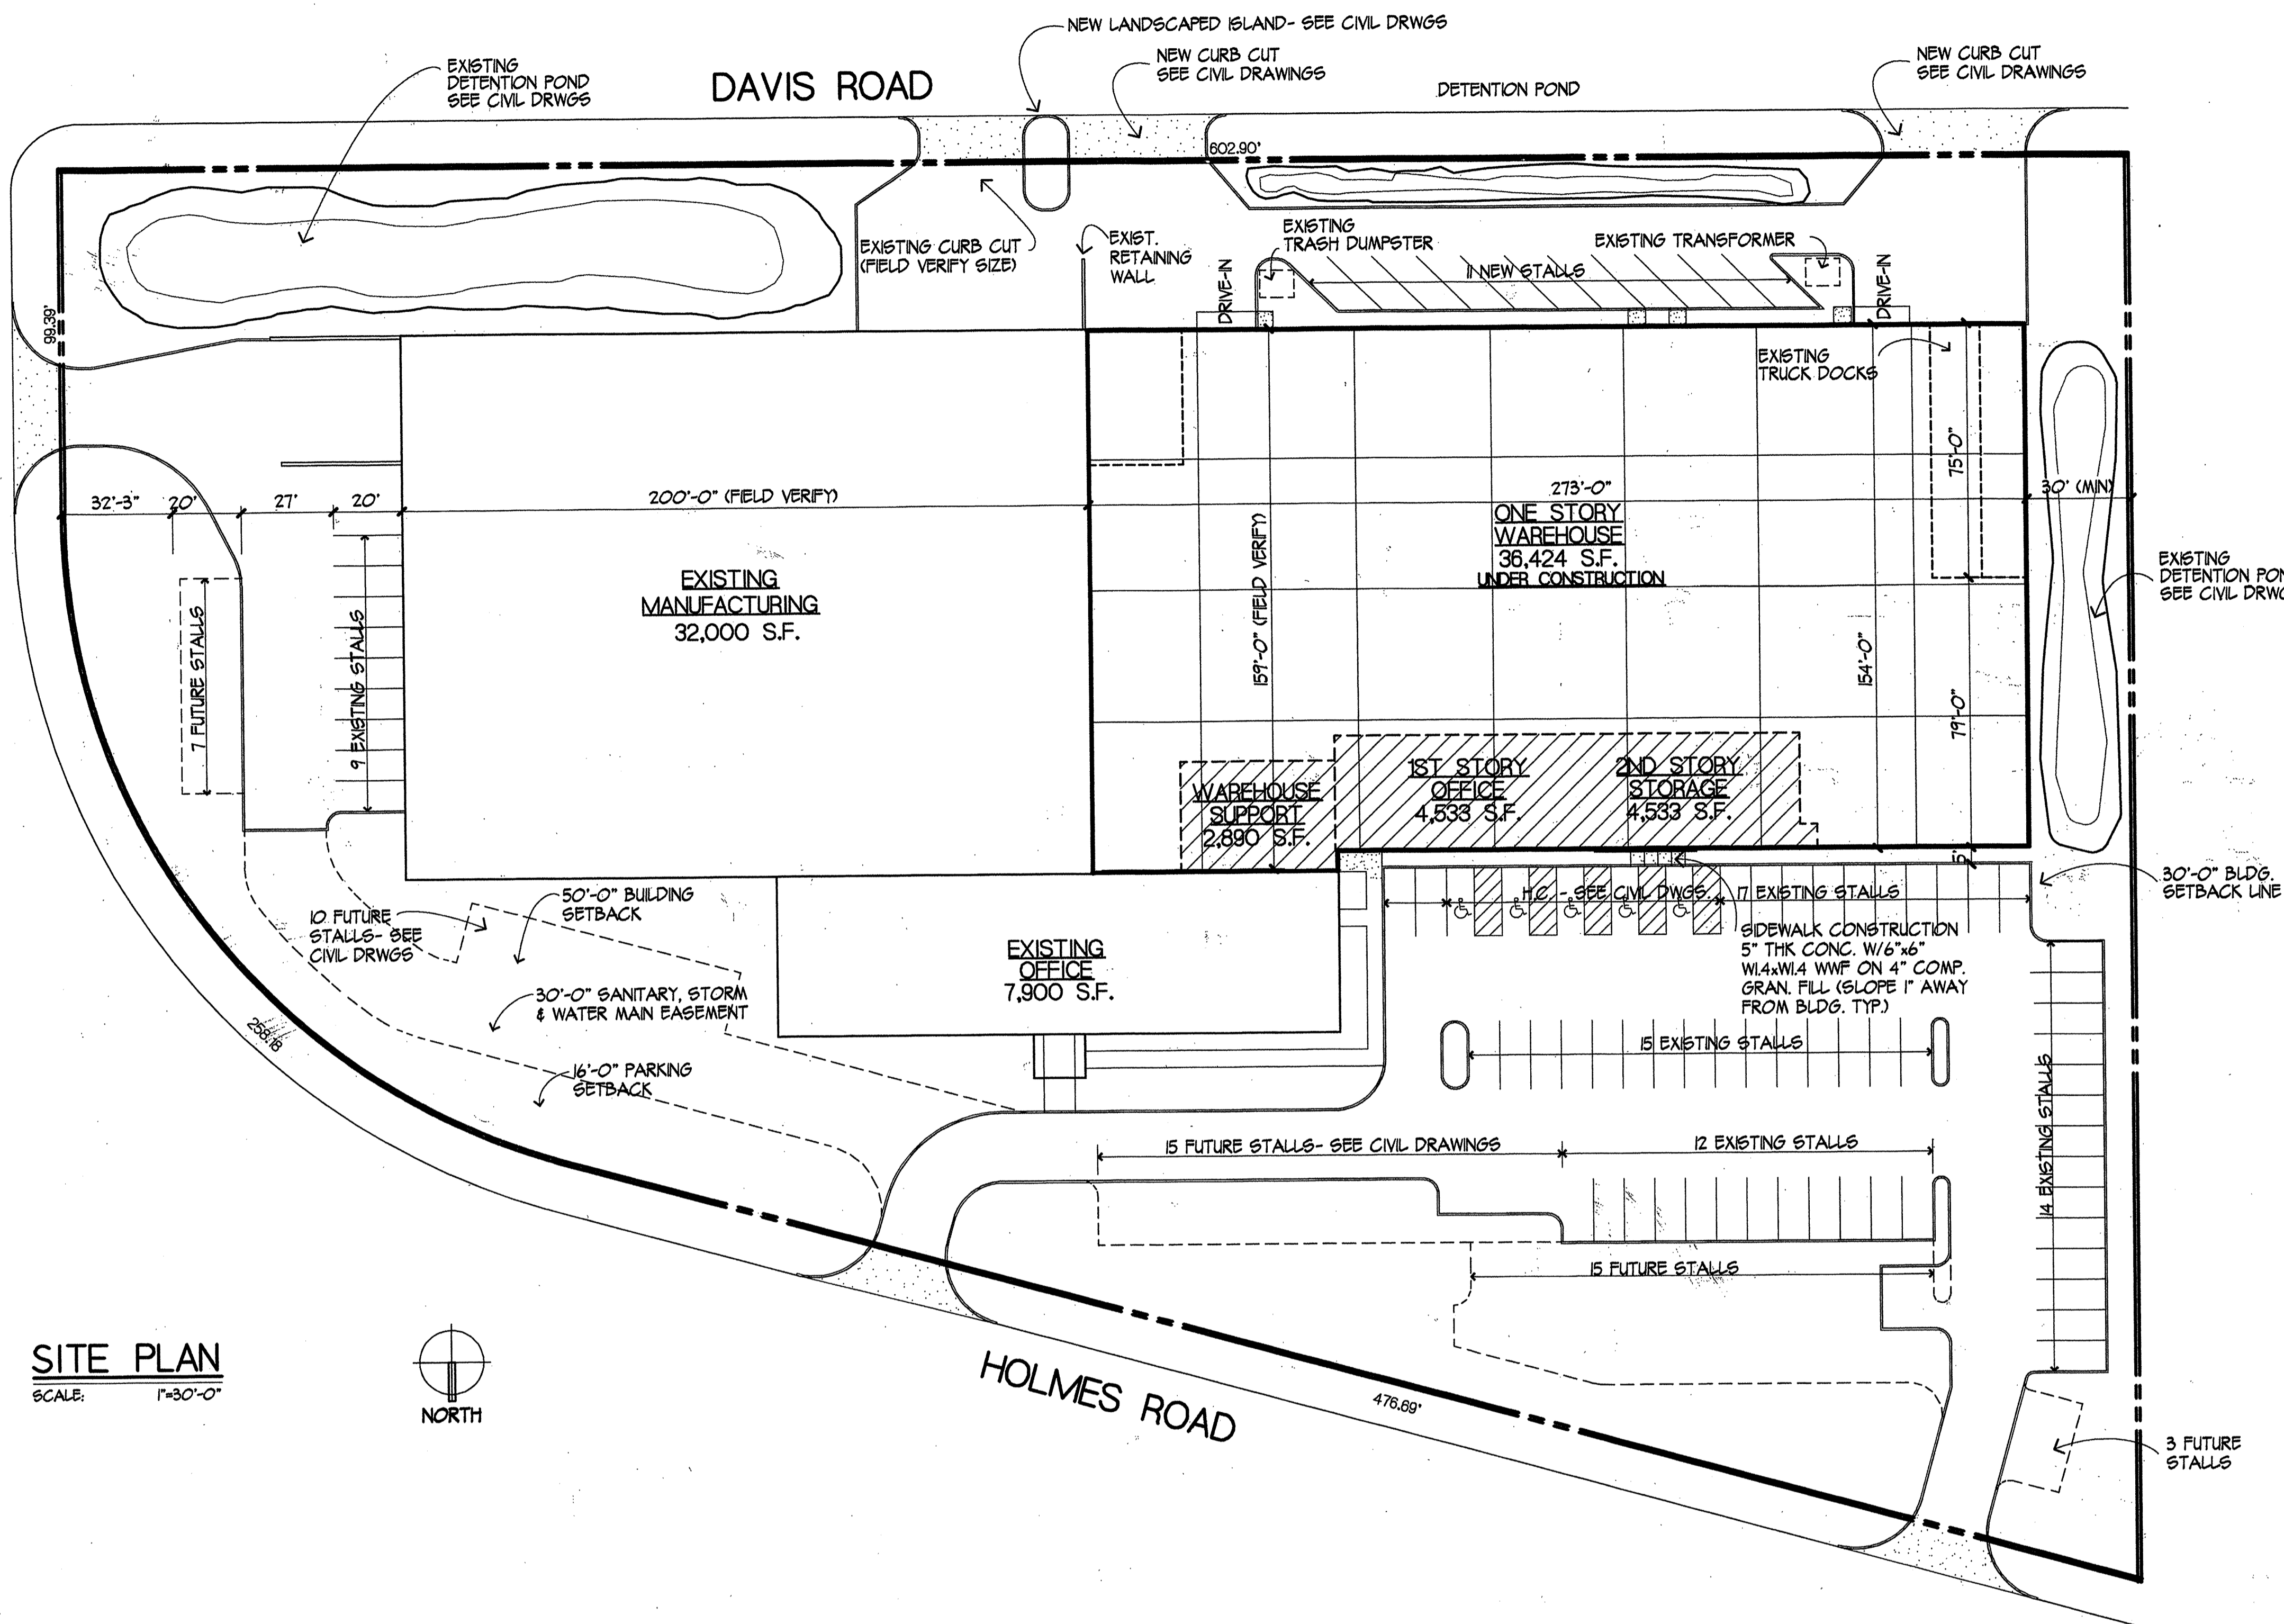 NEW LANDSCAPED ISLAND- SEE CIVIL DRWGS
NEW CURB CUT
SEE CIVIL DRAWINGS
NEW CURB CUT
SEE CIVIL DRAWINGS
EXISTING
DETENTION POND
SEE CIVIL DRWGS
DAVIS ROAD
DETENTION POND
602.90'
EXISTING CURB CUT
(FIELD VERIFY SIZE)
EXIST.
RETAINING
WALL
EXISTING
TRASH DUMPSTER
EXISTING TRANSFORMER
11 NEW STALLS
DRIVE-IN
DRIVE-IN
99.39'
EXISTING
TRUCK DOCKS
32'-3"
20'
27'
20'
200'-0" (FIELD VERIFY)
273'-0"
75'-0"
30' (MIN)
ONE STORY
WAREHOUSE
36,424 S.F.
UNDER CONSTRUCTION
159'-0" (FIELD VERIFY)
154'-0"
79'-0"
EXISTING
MANUFACTURING
32,000 S.F.
7 FUTURE STALLS
9 EXISTING STALLS
EXISTING
DETENTION PON
SEE CIVIL DRWG
WAREHOUSE
SUPPORT
2,890 S.F.
1ST STORY
OFFICE
4,533 S.F.
2ND STORY
STORAGE
4,533 S.F.
5'
30'-0" BLDG.
SETBACK LINE
H.C. - SEE CIVIL DWGS.
17 EXISTING STALLS
SIDEWALK CONSTRUCTION
5" THK CONC. W/6"x6"
W1.4xW1.4 WWF ON 4" COMP.
GRAN. FILL (SLOPE 1" AWAY
FROM BLDG. TYP.)
10 FUTURE
STALLS- SEE
CIVIL DRWGS
50'-0" BUILDING
SETBACK
30'-0" SANITARY, STORM
& WATER MAIN EASEMENT
16'-0" PARKING
SETBACK
EXISTING
OFFICE
7,900 S.F.
258.18
15 EXISTING STALLS
14 EXISTING STALLS
15 FUTURE STALLS- SEE CIVIL DRAWINGS
12 EXISTING STALLS
15 FUTURE STALLS
HOLMES ROAD
476.69'
3 FUTURE
STALLS
SITE PLAN
SCALE: 1"=30'-0"
NORTH